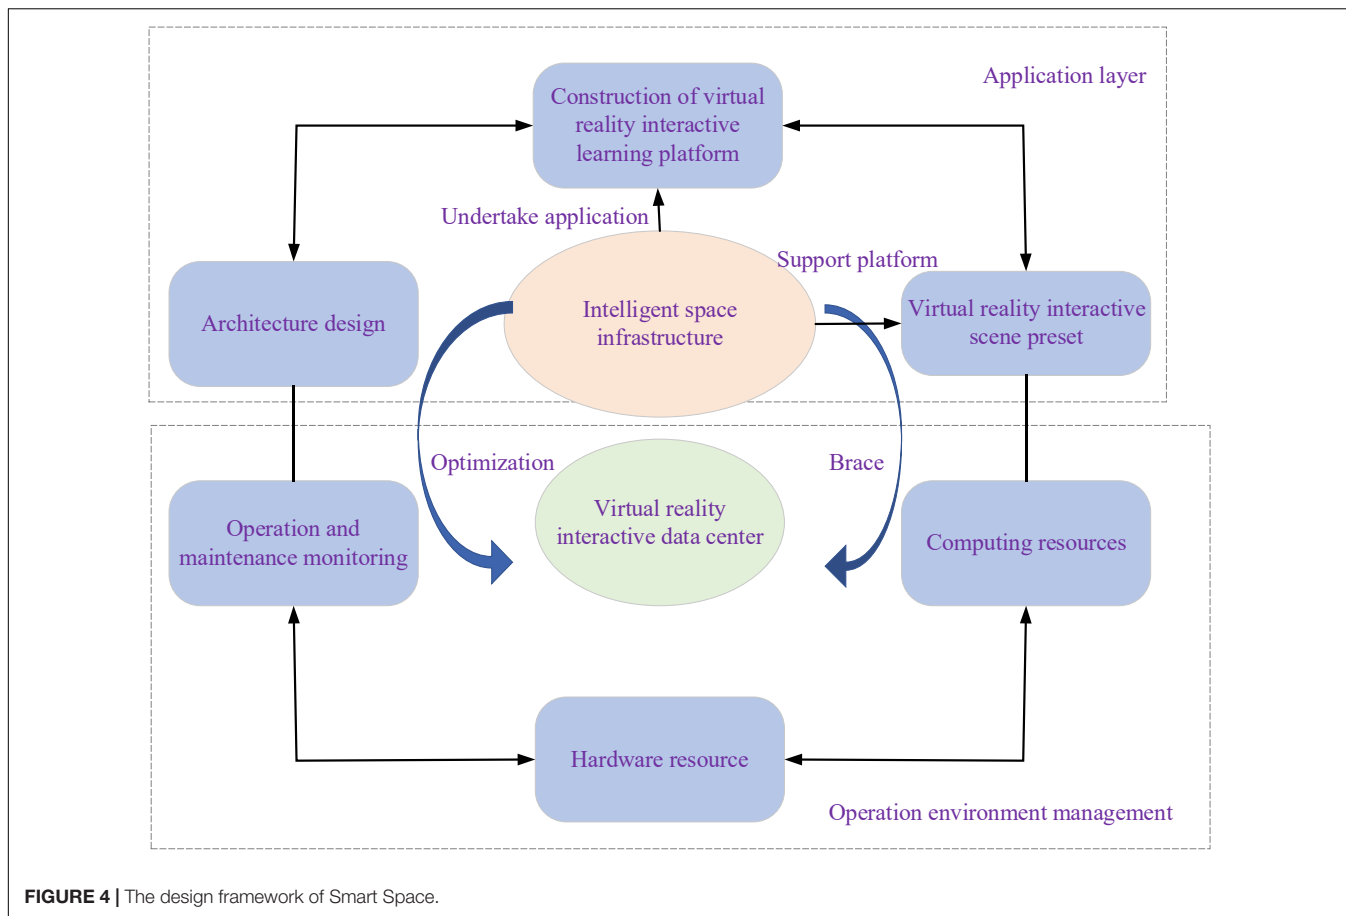 Application layer
Construction of virtual
reality interactive
learning platform
Undertake application
Support platform
Architecture design
Intelligent space
infrastructure
Virtual reality interactive
scene preset
Optimization
Brace
Operation and
maintenance monitoring
Virtual reality
interactive data center
Computing resources
Hardware resource
Operation environment management
FIGURE 4 | The design framework of Smart Space.